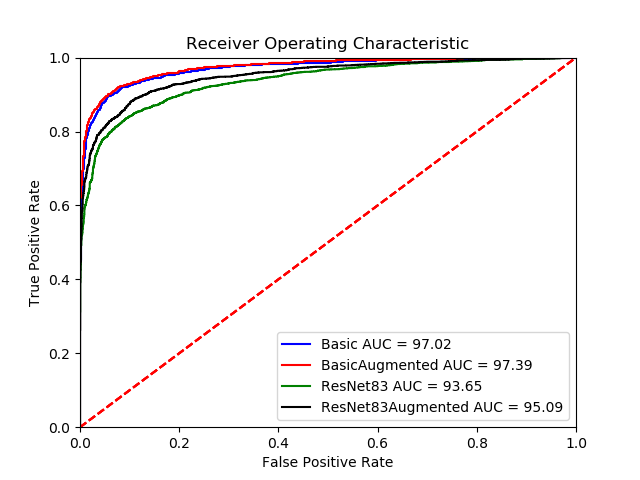 Receiver Operating Characteristic
1.0
0.8
0.6
0.4
0.2
0.0
True Positive Rate
Basic AUC = 97.02
BasicAugmented AUC = 97.39
ResNet83 AUC = 93.65
ResNet83Augmented AUC = 95.09
0.0 0.2 0.4 0.6 0.8 1.0
False Positive Rate